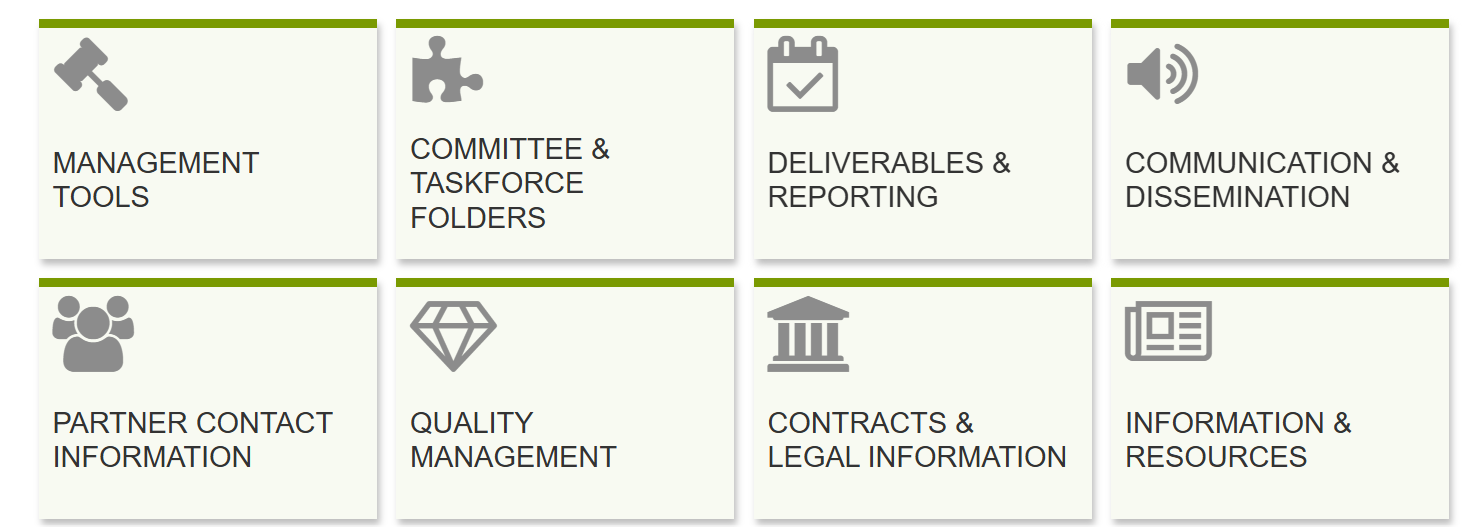 MANAGEMENT
TOOLS
COMMITTEE &
TASKFORCE
FOLDERS
DELIVERABLES &
REPORTING
COMMUNICATION &
DISSEMINATION
PARTNER CONTACT
INFORMATION
QUALITY
MANAGEMENT
CONTRACTS &
LEGAL INFORMATION
INFORMATION &
RESOURCES